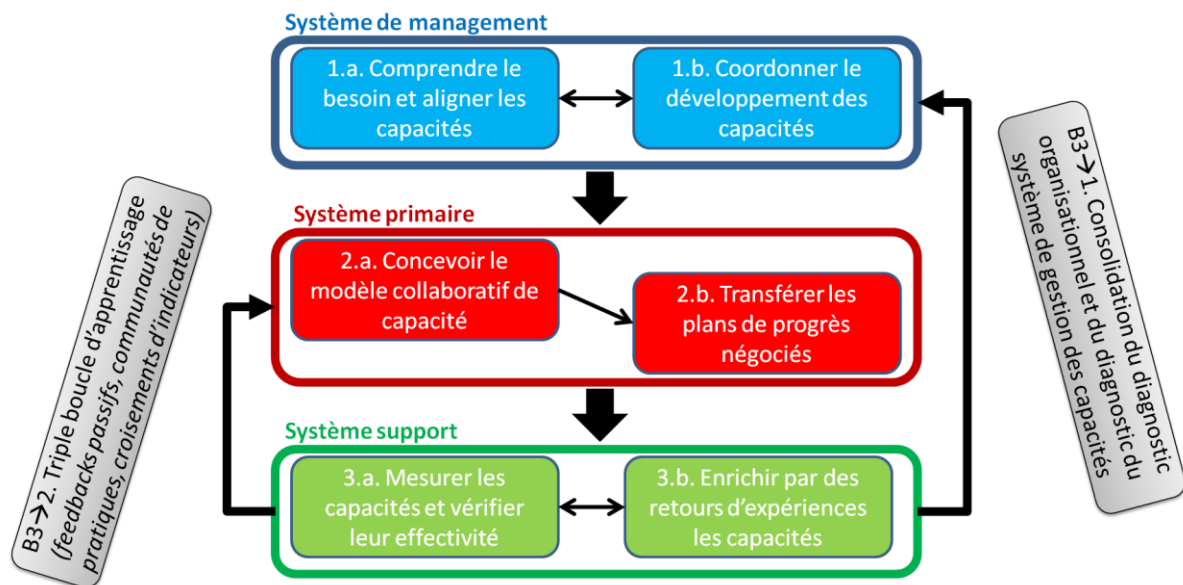 Système de management
1.a. Comprendre le
besoin et aligner les
capacités
1.b. Coordonner le
développement des
capacités
Système primaire
2.a. Concevoir le
modèle collaboratif de
capacité
2.b. Transférer les
plans de progrès
négociés
Système support
3.a. Mesurer les
capacités et vérifier
leur effectivité
3.b. Enrichir par des
retours d’expériences
les capacités
B3→2. Triple boucle d’apprentissage
(feedbacks passifs, communautés de
pratiques, croisements d’indicateurs)
B3→1. Consolidation du diagnostic
organisationnel et du diagnostic du
système de gestion des capacités